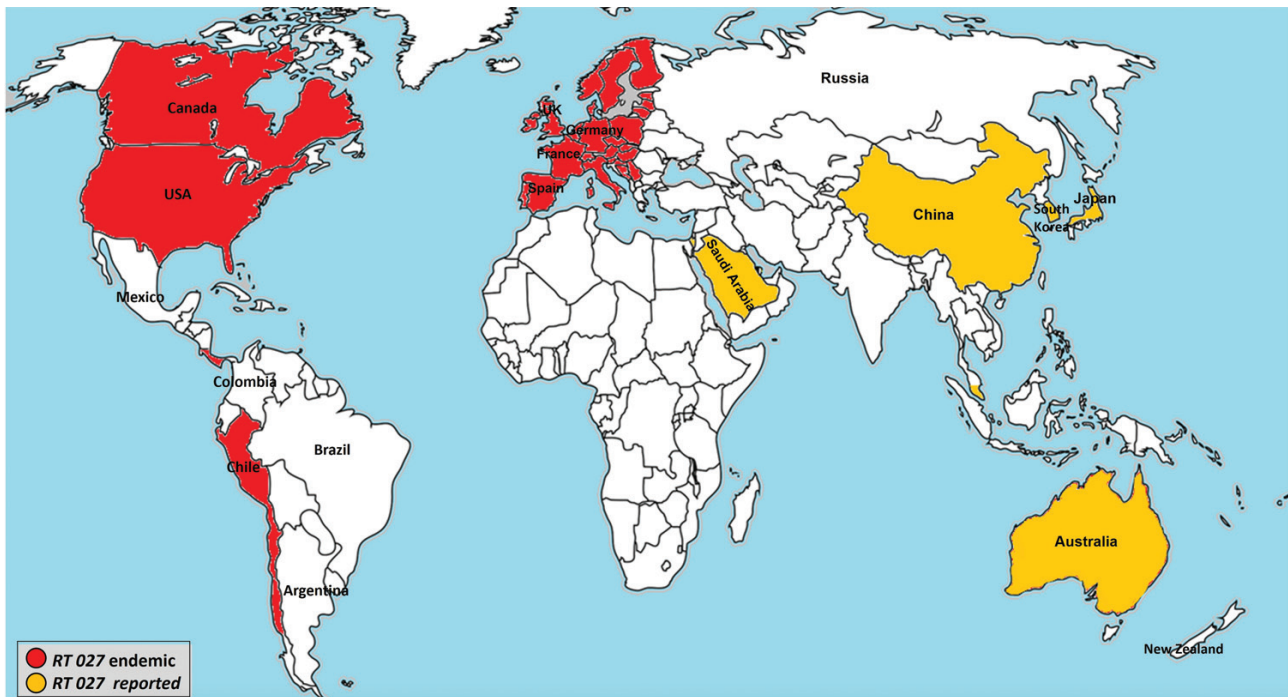 Russia
Canada
UK
Germany
France
Spain
USA
China
Japan
South
Korea
Saudi Arabia
Mexico
Colombia
Brazil
Chile
Australia
Argentina
New Zealand
RT 027 endemic
RT 027 reported